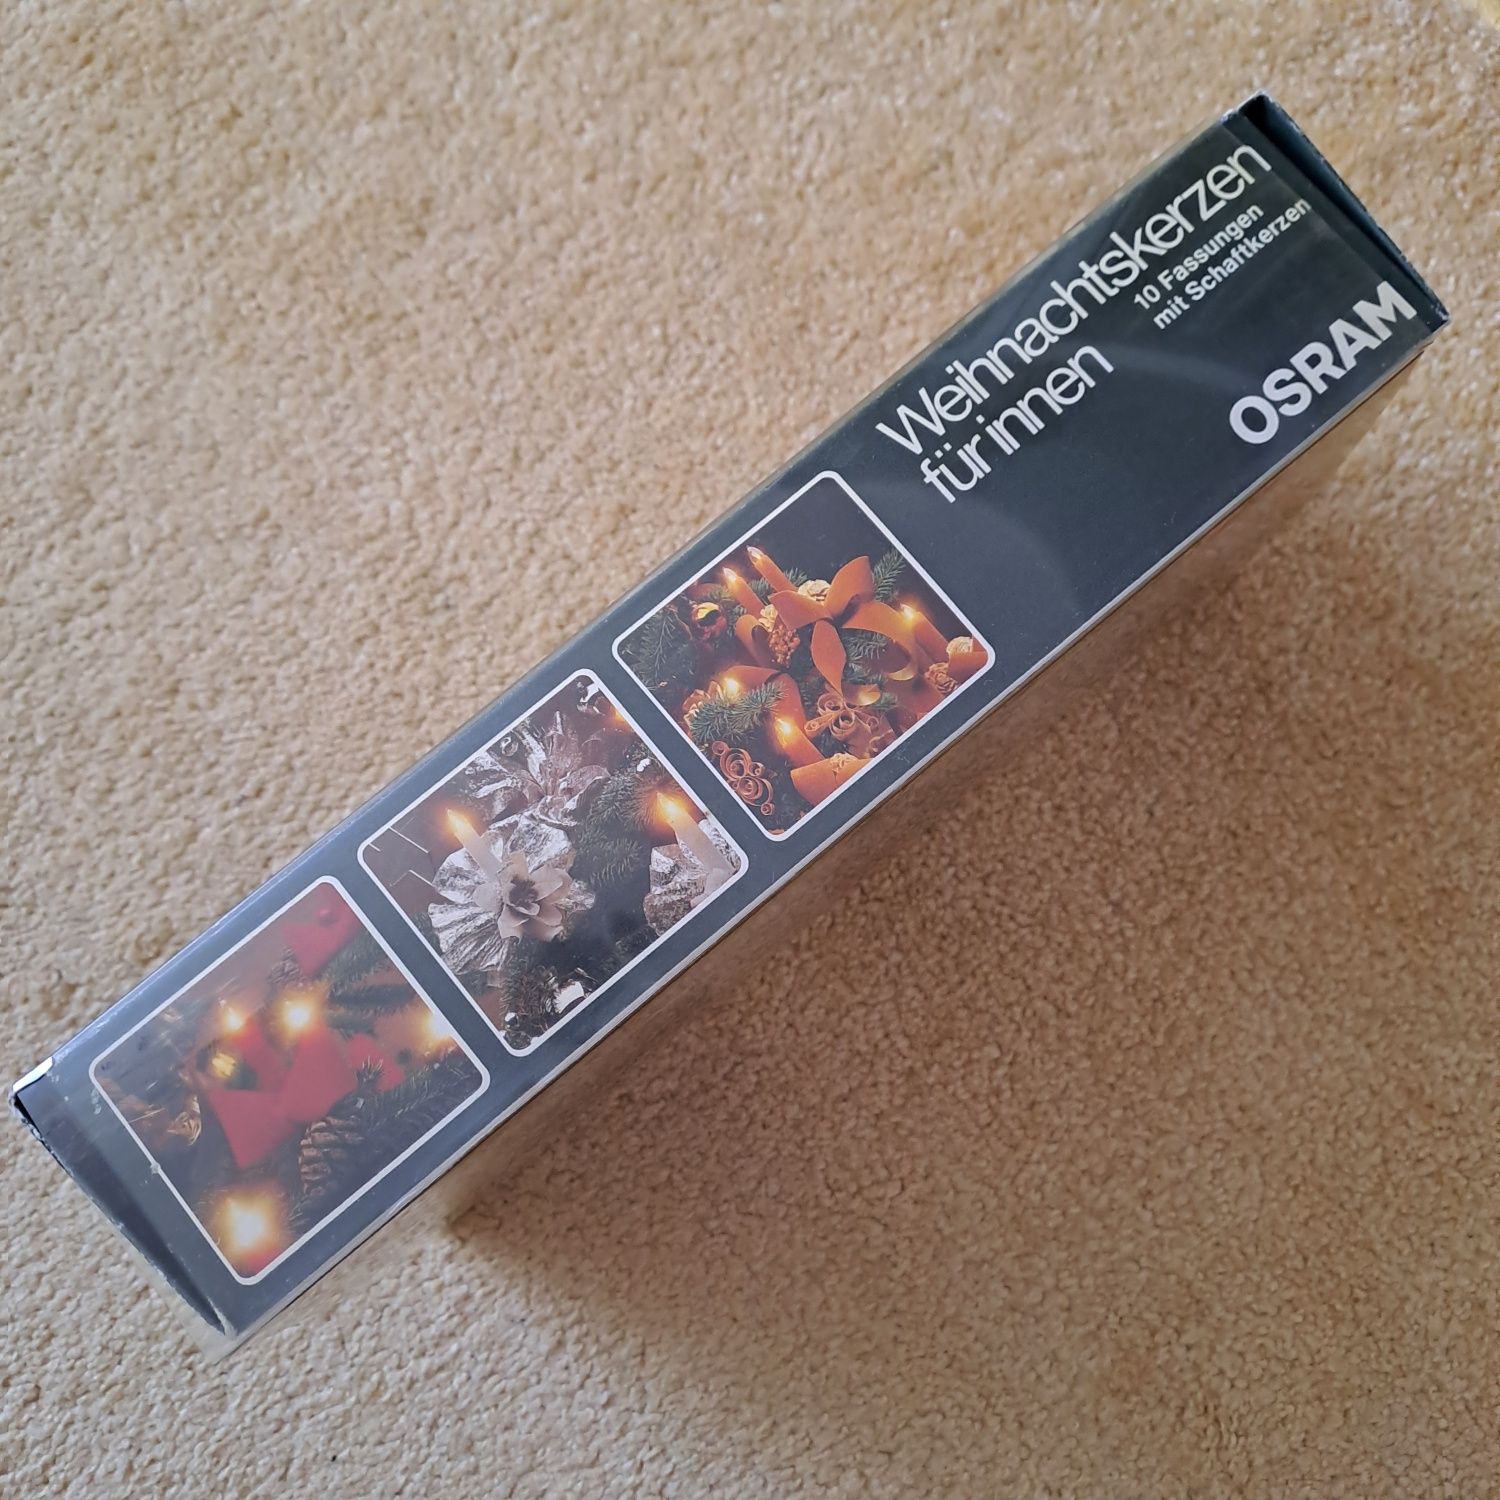 Weihnachtskerzen
für innen
10 Fassungen
mit Schaftkerzen
OSRAM